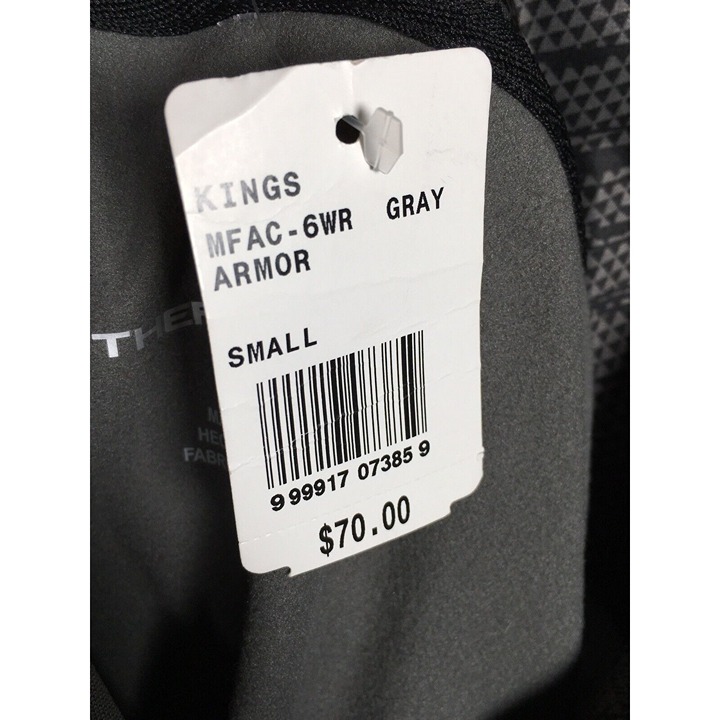 KINGS
MFAC-6WR GRAY
ARMOR
SMALL
9 99917 07385 9
$70.00